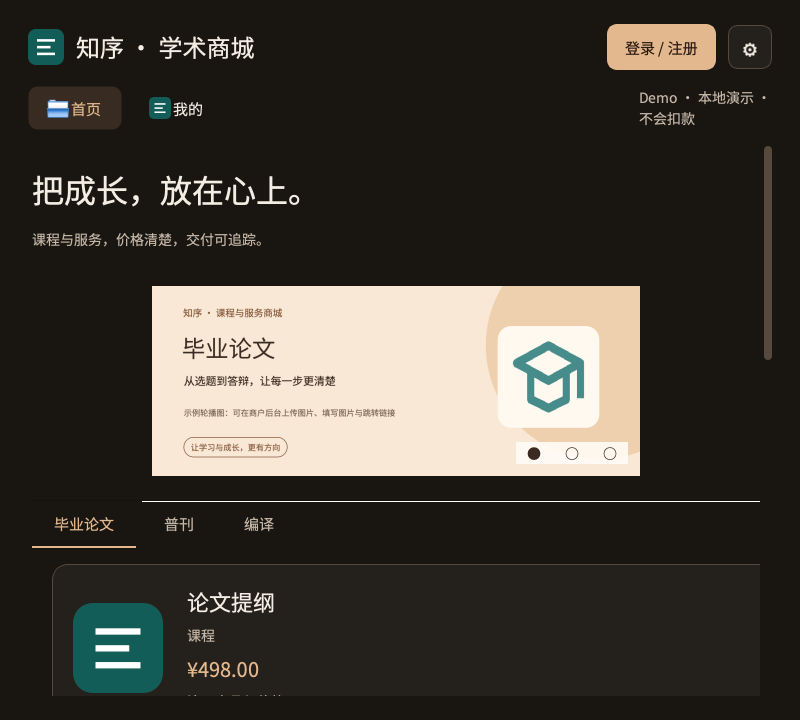 知序 · 学术商城
登录 / 注册
首页
我的
Demo · 本地演示 ·
不会扣款
把成长，放在心上。
课程与服务，价格清楚，交付可追踪。
知序 · 课程与服务商城
毕业论文
从选题到答辩，让每一步更清楚
示例轮播图：可在商户后台上传图片、填写图片与跳转链接
让学习与成长，更有方向
毕业论文
普刊
编译
论文提纲
课程
¥498.00